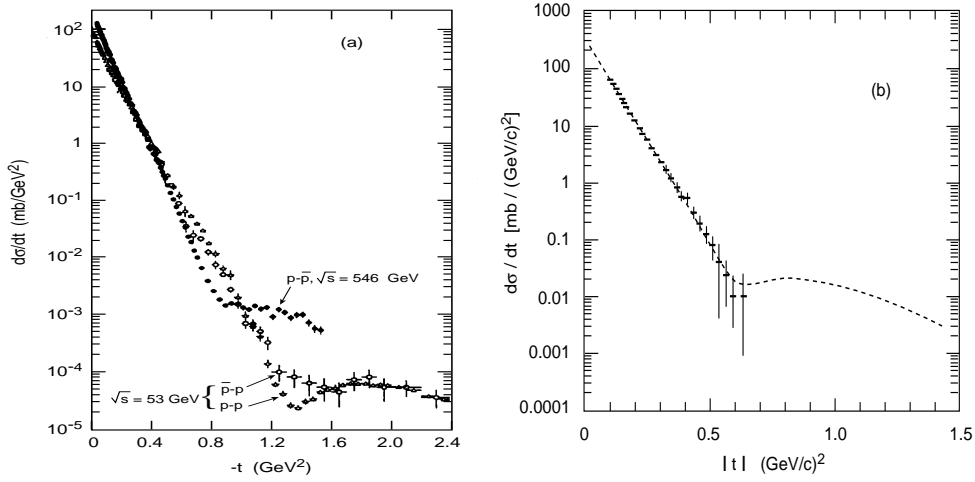 10²
10
1
10⁻¹
10⁻²
10⁻³
10⁻⁴
10⁻⁵
dσ/dt (mb/GeV²)
(a)
p-p̅, √s = 546 GeV
√s = 53 GeV { p̅-p
p-p
0 0.4 0.8 1.2 1.6 2.0 2.4
-t (GeV²)
1000
100
10
1
0.1
0.01
0.001
0.0001
dσ / dt [mb / (GeV/c)²]
(b)
0 0.5 1.0 1.5
|t| (GeV/c)²